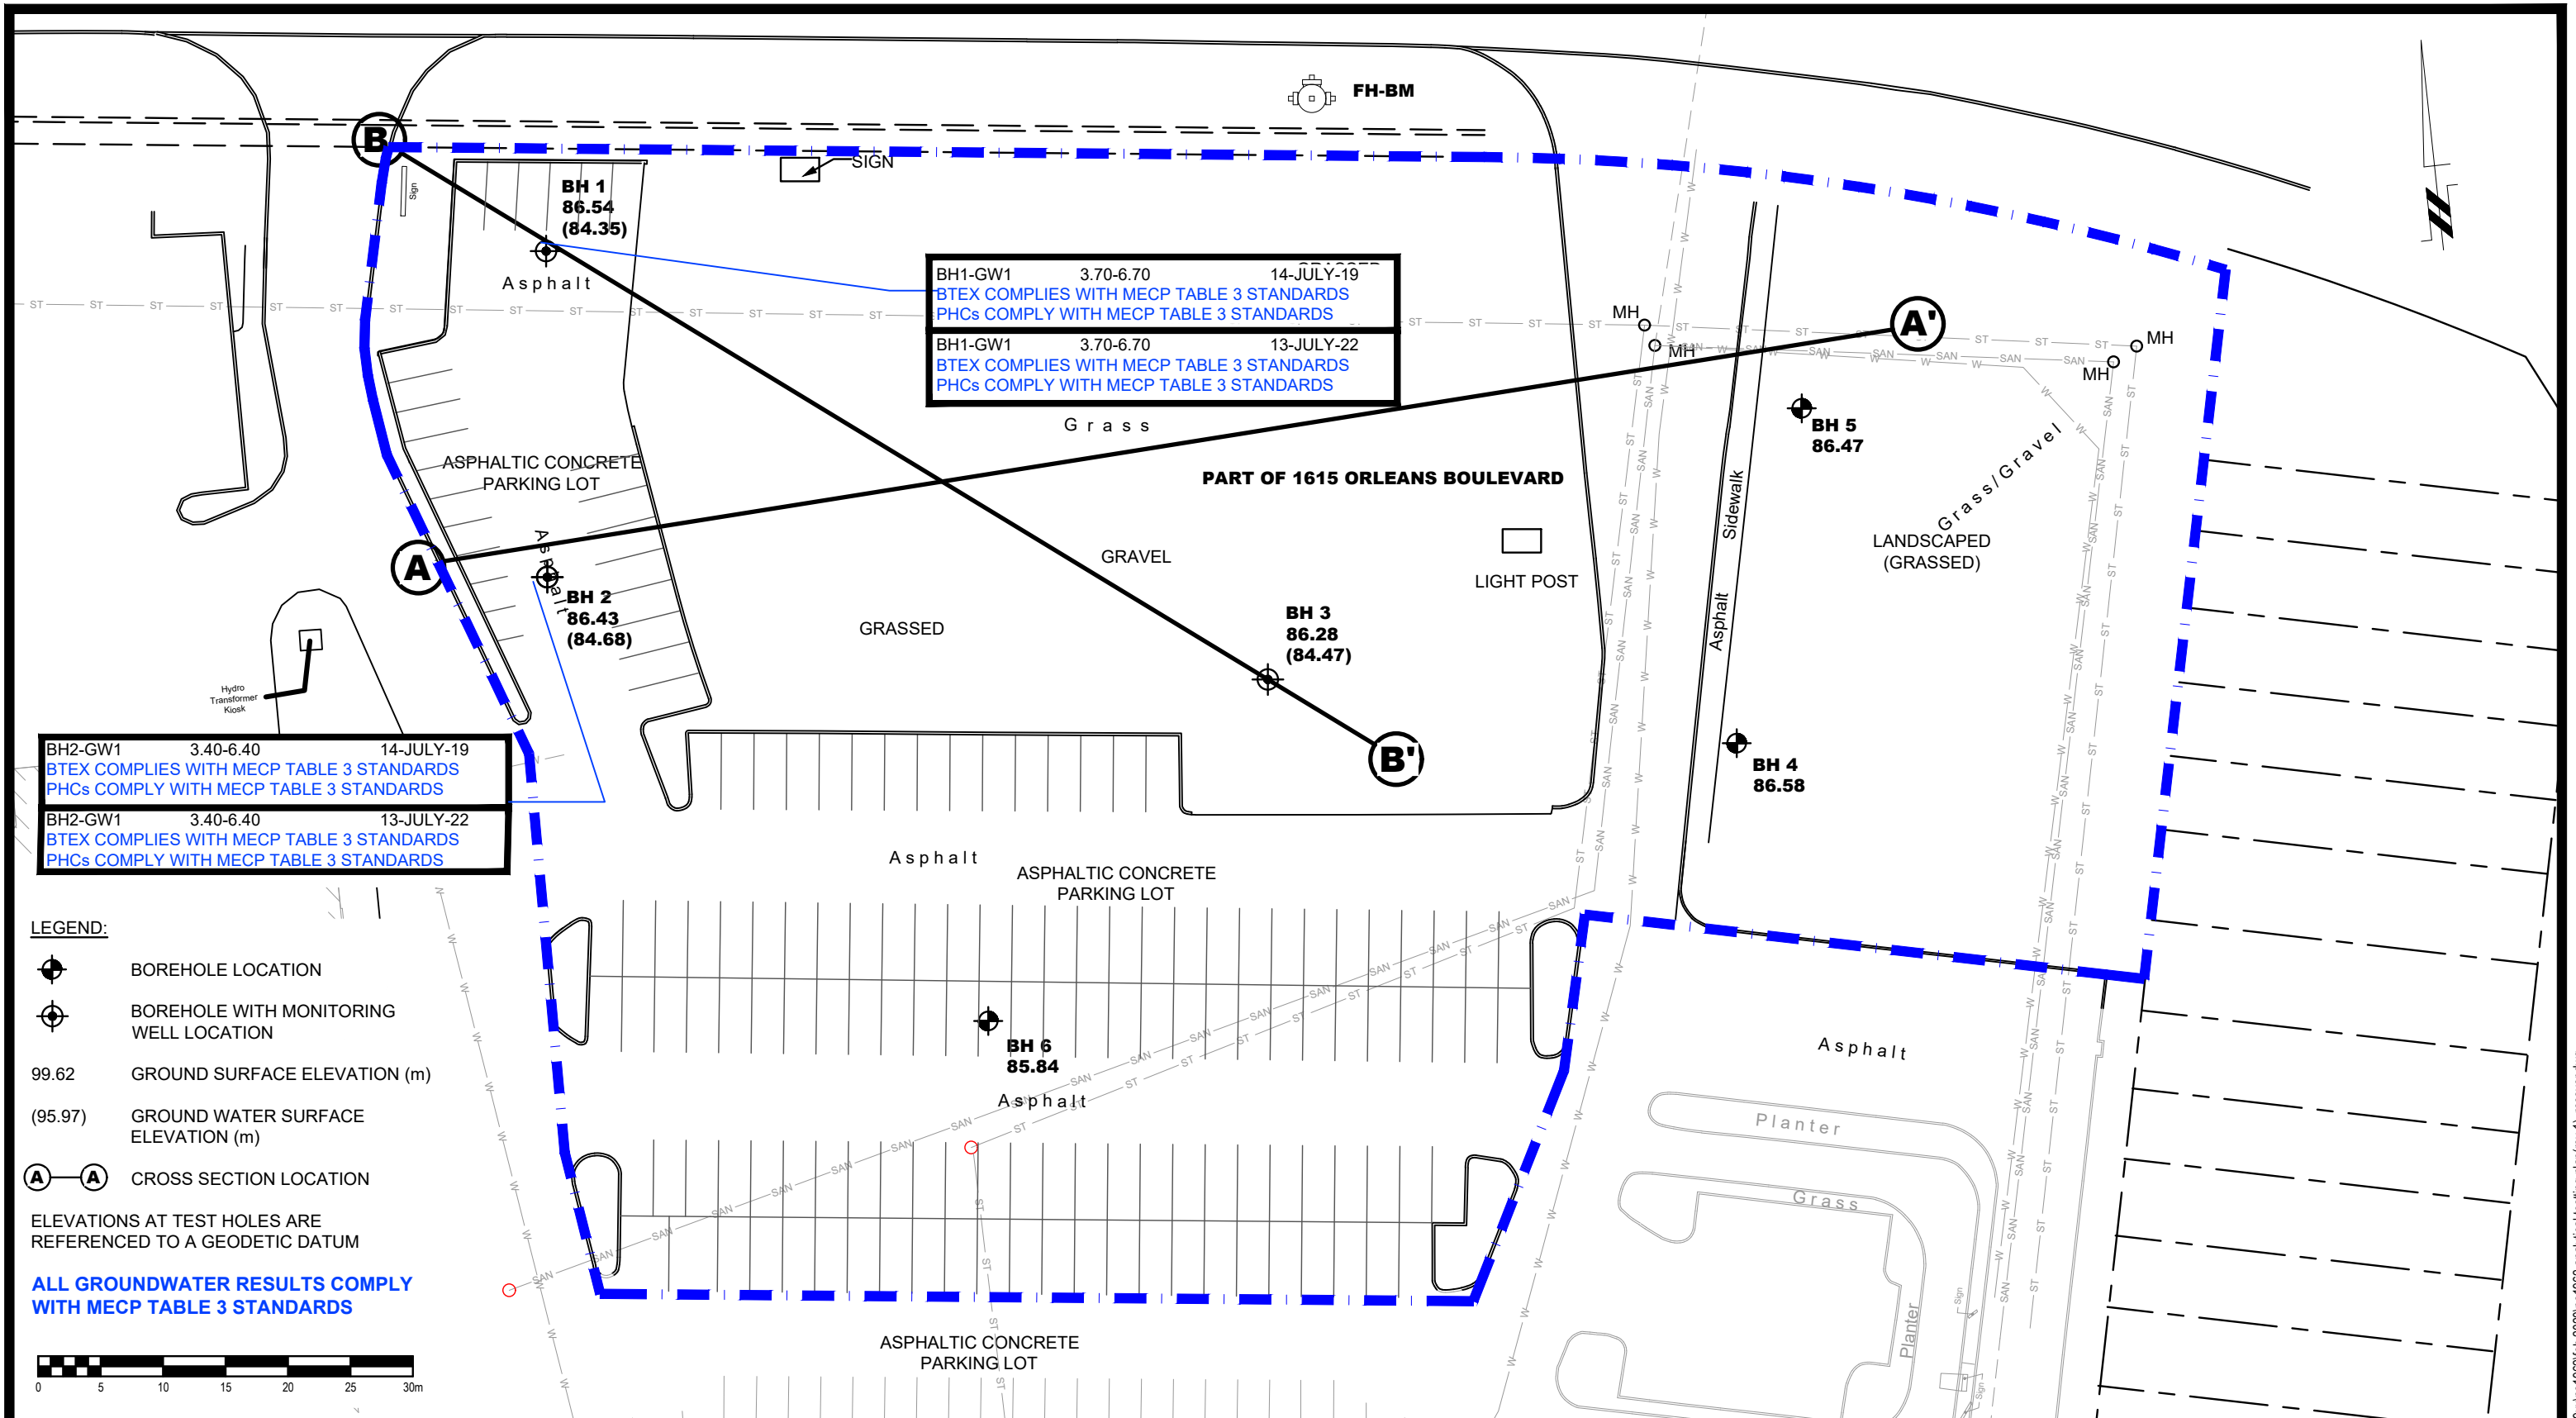 FH-BM
B
SIGN
Sign
BH 1
86.54
(84.35)
Asphalt
BH1-GW1 3.70-6.70 14-JULY-19
BTEX COMPLIES WITH MECP TABLE 3 STANDARDS
PHCs COMPLY WITH MECP TABLE 3 STANDARDS
BH1-GW1 3.70-6.70 13-JULY-22
BTEX COMPLIES WITH MECP TABLE 3 STANDARDS
PHCs COMPLY WITH MECP TABLE 3 STANDARDS
MH
MH
A'
MH
MH
Grass
BH 5
86.47
ASPHALTIC CONCRETE
PARKING LOT
PART OF 1615 ORLEANS BOULEVARD
Asphalt Sidewalk
Grass/Gravel
LANDSCAPED
(GRASSED)
A
Asphalt
GRAVEL
LIGHT POST
BH 2
86.43
(84.68)
GRASSED
BH 3
86.28
(84.47)
Hydro
Transformer
Kiosk
B'
BH 4
86.58
BH2-GW1 3.40-6.40 14-JULY-19
BTEX COMPLIES WITH MECP TABLE 3 STANDARDS
PHCs COMPLY WITH MECP TABLE 3 STANDARDS
BH2-GW1 3.40-6.40 13-JULY-22
BTEX COMPLIES WITH MECP TABLE 3 STANDARDS
PHCs COMPLY WITH MECP TABLE 3 STANDARDS
Asphalt
ASPHALTIC CONCRETE
PARKING LOT
BH 6
85.84
Asphalt
Asphalt
Planter
Grass
Planter
Sign
Sign
ASPHALTIC CONCRETE
PARKING LOT
LEGEND:
BOREHOLE LOCATION
BOREHOLE WITH MONITORING
WELL LOCATION
99.62 GROUND SURFACE ELEVATION (m)
(95.97) GROUND WATER SURFACE
ELEVATION (m)
A A CROSS SECTION LOCATION
ELEVATIONS AT TEST HOLES ARE
REFERENCED TO A GEODETIC DATUM
ALL GROUNDWATER RESULTS COMPLY
WITH MECP TABLE 3 STANDARDS
0 5 10 15 20 25 30m
ST
SAN
W